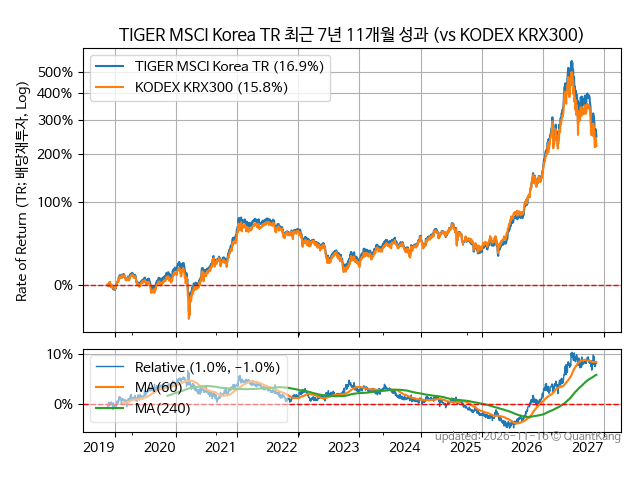 TIGER MSCI Korea TR 최근 7년 11개월 성과 (vs KODEX KRX300)
Rate of Return (TR: 배당재투자, Log)
500%
400%
300%
200%
100%
0%
TIGER MSCI Korea TR (16.9%)
KODEX KRX300 (15.8%)
10%
0%
Relative (1.0%, -1.0%)
MA(60)
MA(240)
updated: 2026-11-16 © QuantKang
2019 2020 2021 2022 2023 2024 2025 2026 2027